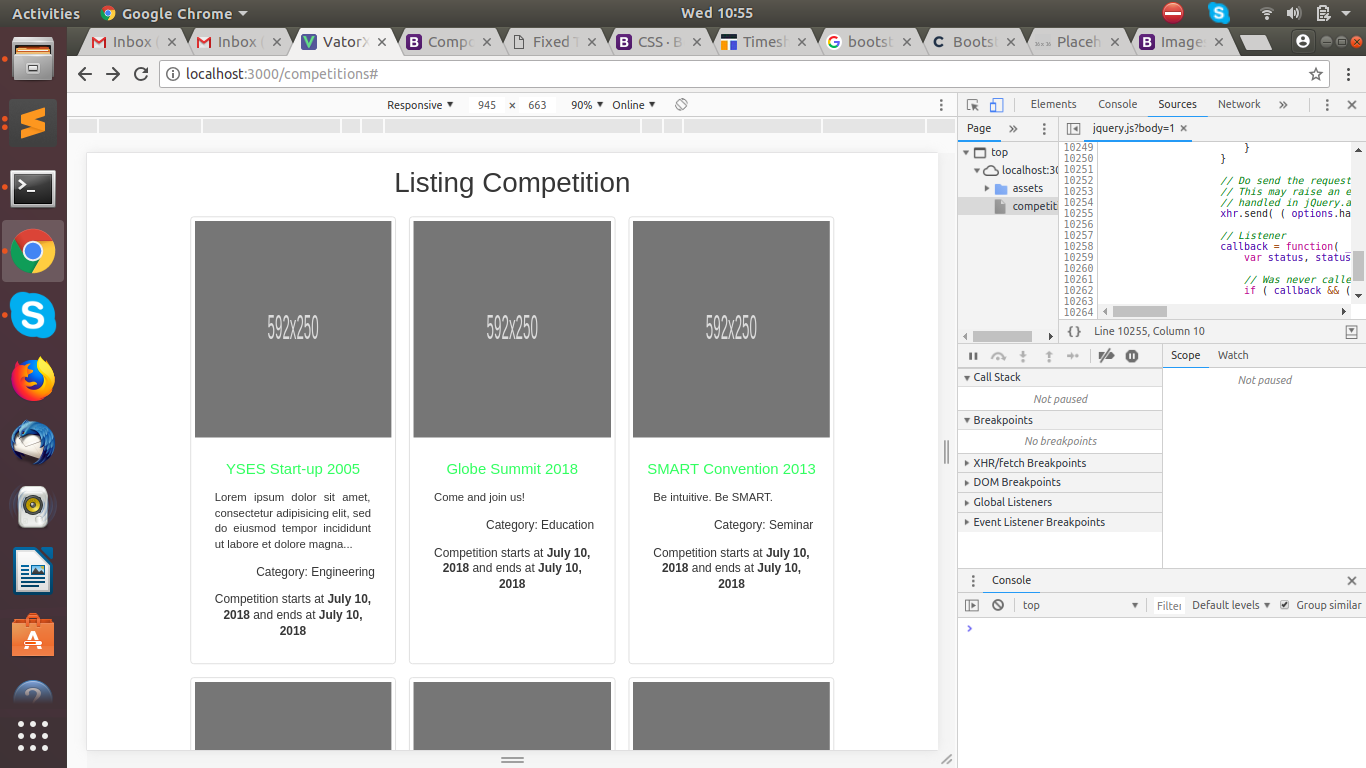 Activities
Google Chrome
Wed 10:55
Inbox (
Inbox (
VatorX
Compo
Fixed T
CSS · B
Timesh
bootst
Bootst
Placeh
Images
localhost:3000/competitions#
Responsive
945 × 663
90%
Online
Elements
Console
Sources
Network
Page
jquery.js?body=1
top
localhost:30
assets
competit
10249 }
10250 }
10251
10252 // Do send the request
10253 // This may raise an e
10254 // handled in jQuery.a
10255 xhr.send( ( options.ha
10256
10257 // Listener
10258 callback = function( _
10259 var status, status
10260
10261 // Was never calle
10262 if ( callback && (
10263
10264
{} Line 10255, Column 10
Scope
Watch
Not paused
Call Stack
Not paused
Breakpoints
No breakpoints
XHR/fetch Breakpoints
DOM Breakpoints
Global Listeners
Event Listener Breakpoints
Console
top
Filter
Default levels
Group similar
Listing Competition
592x250
592x250
592x250
YSES Start-up 2005
Lorem ipsum dolor sit amet,
consectetur adipisicing elit, sed
do eiusmod tempor incididunt
ut labore et dolore magna...
Category: Engineering
Competition starts at July 10,
2018 and ends at July 10,
2018
Globe Summit 2018
Come and join us!
Category: Education
Competition starts at July 10,
2018 and ends at July 10,
2018
SMART Convention 2013
Be intuitive. Be SMART.
Category: Seminar
Competition starts at July 10,
2018 and ends at July 10,
2018